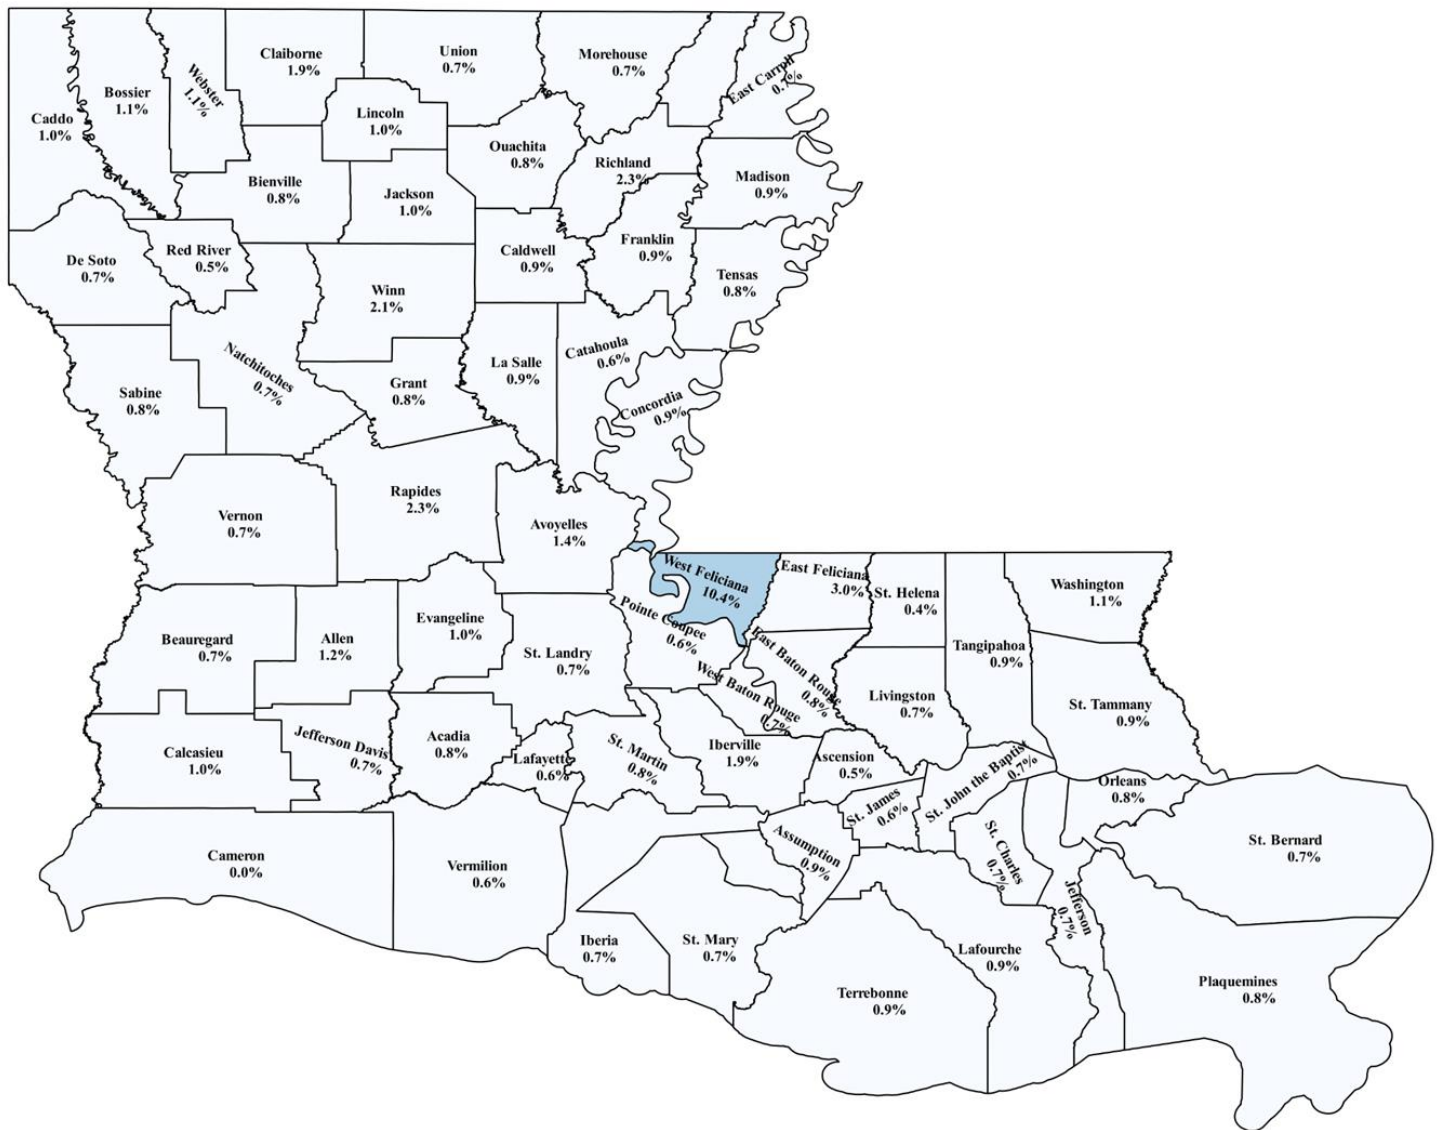 Claiborne
1.9%
Union
0.7%
Morehouse
0.7%
East Carroll
0.7%
Webster
1.1%
Bossier
1.1%
Caddo
1.0%
Lincoln
1.0%
Ouachita
0.8%
Richland
2.3%
Madison
0.9%
Bienville
0.8%
Jackson
1.0%
Red River
0.5%
De Soto
0.7%
Caldwell
0.9%
Franklin
0.9%
Tensas
0.8%
Winn
2.1%
Natchitoches
0.7%
Sabine
0.8%
Grant
0.8%
La Salle
0.9%
Catahoula
0.6%
Concordia
0.9%
Vernon
0.7%
Rapides
2.3%
Avoyelles
1.4%
West Feliciana
10.4%
East Feliciana
3.0%
St. Helena
0.4%
Washington
1.1%
Beauregard
0.7%
Allen
1.2%
Evangeline
1.0%
St. Landry
0.7%
Pointe Coupee
0.6%
West Baton Rouge
0.7%
East Baton Rouge
0.8%
Tangipahoa
0.9%
Livingston
0.7%
St. Tammany
0.9%
Calcasieu
1.0%
Jefferson Davis
0.7%
Acadia
0.8%
Lafayette
0.6%
St. Martin
0.8%
Iberville
1.9%
Ascension
0.5%
St. James
0.6%
St. John the Baptist
0.7%
Orleans
0.8%
St. Bernard
0.7%
Cameron
0.0%
Vermilion
0.6%
Assumption
0.9%
St. Charles
0.7%
Jefferson
0.7%
Iberia
0.7%
St. Mary
0.7%
Terrebonne
0.9%
Lafourche
0.9%
Plaquemines
0.8%